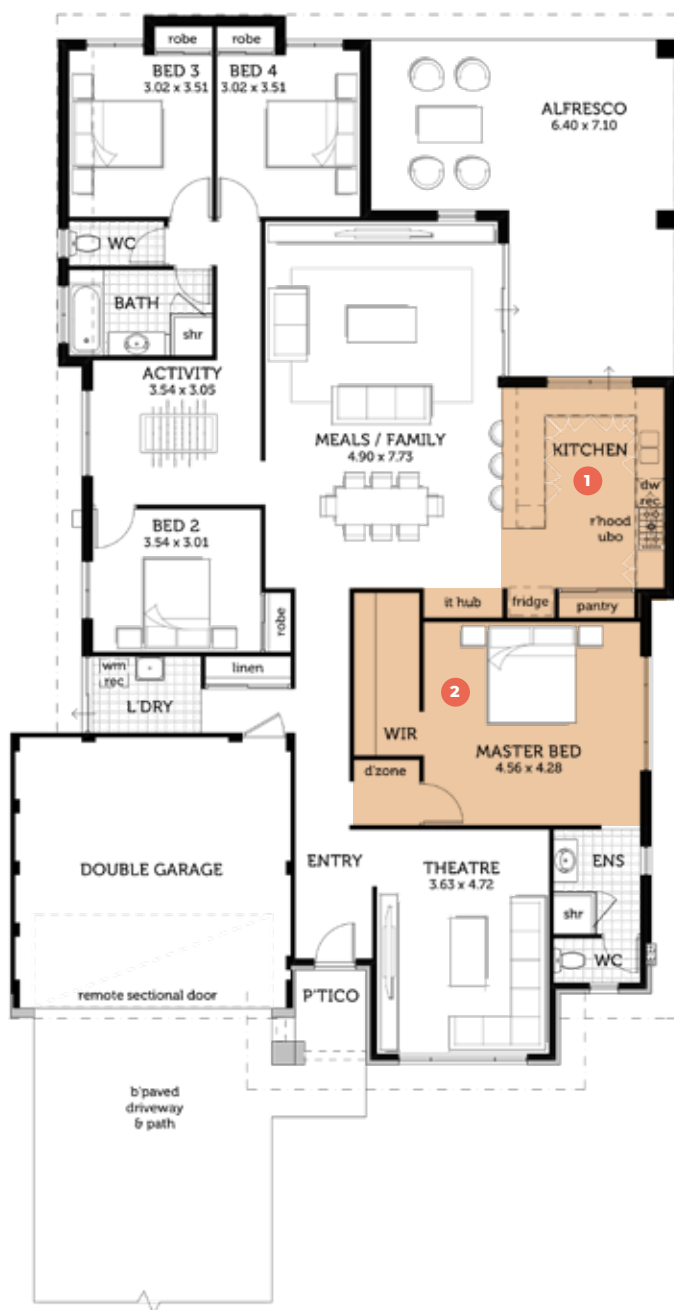 robe
robe
BED 3
3.02 x 3.51
BED 4
3.02 x 3.51
ALFRESCO
6.40 x 7.10
WC
BATH
shr
ACTIVITY
3.54 x 3.05
MEALS / FAMILY
4.90 x 7.73
KITCHEN
1
dw
rec
r'hood
ubo
BED 2
3.54 x 3.01
robe
it hub
fridge
pantry
wm
rec
linen
L'DRY
2
WIR
MASTER BED
4.56 x 4.28
d'zone
DOUBLE GARAGE
ENTRY
THEATRE
3.63 x 4.72
ENS
shr
WC
remote sectional door
P'TICO
b'paved
driveway
& path